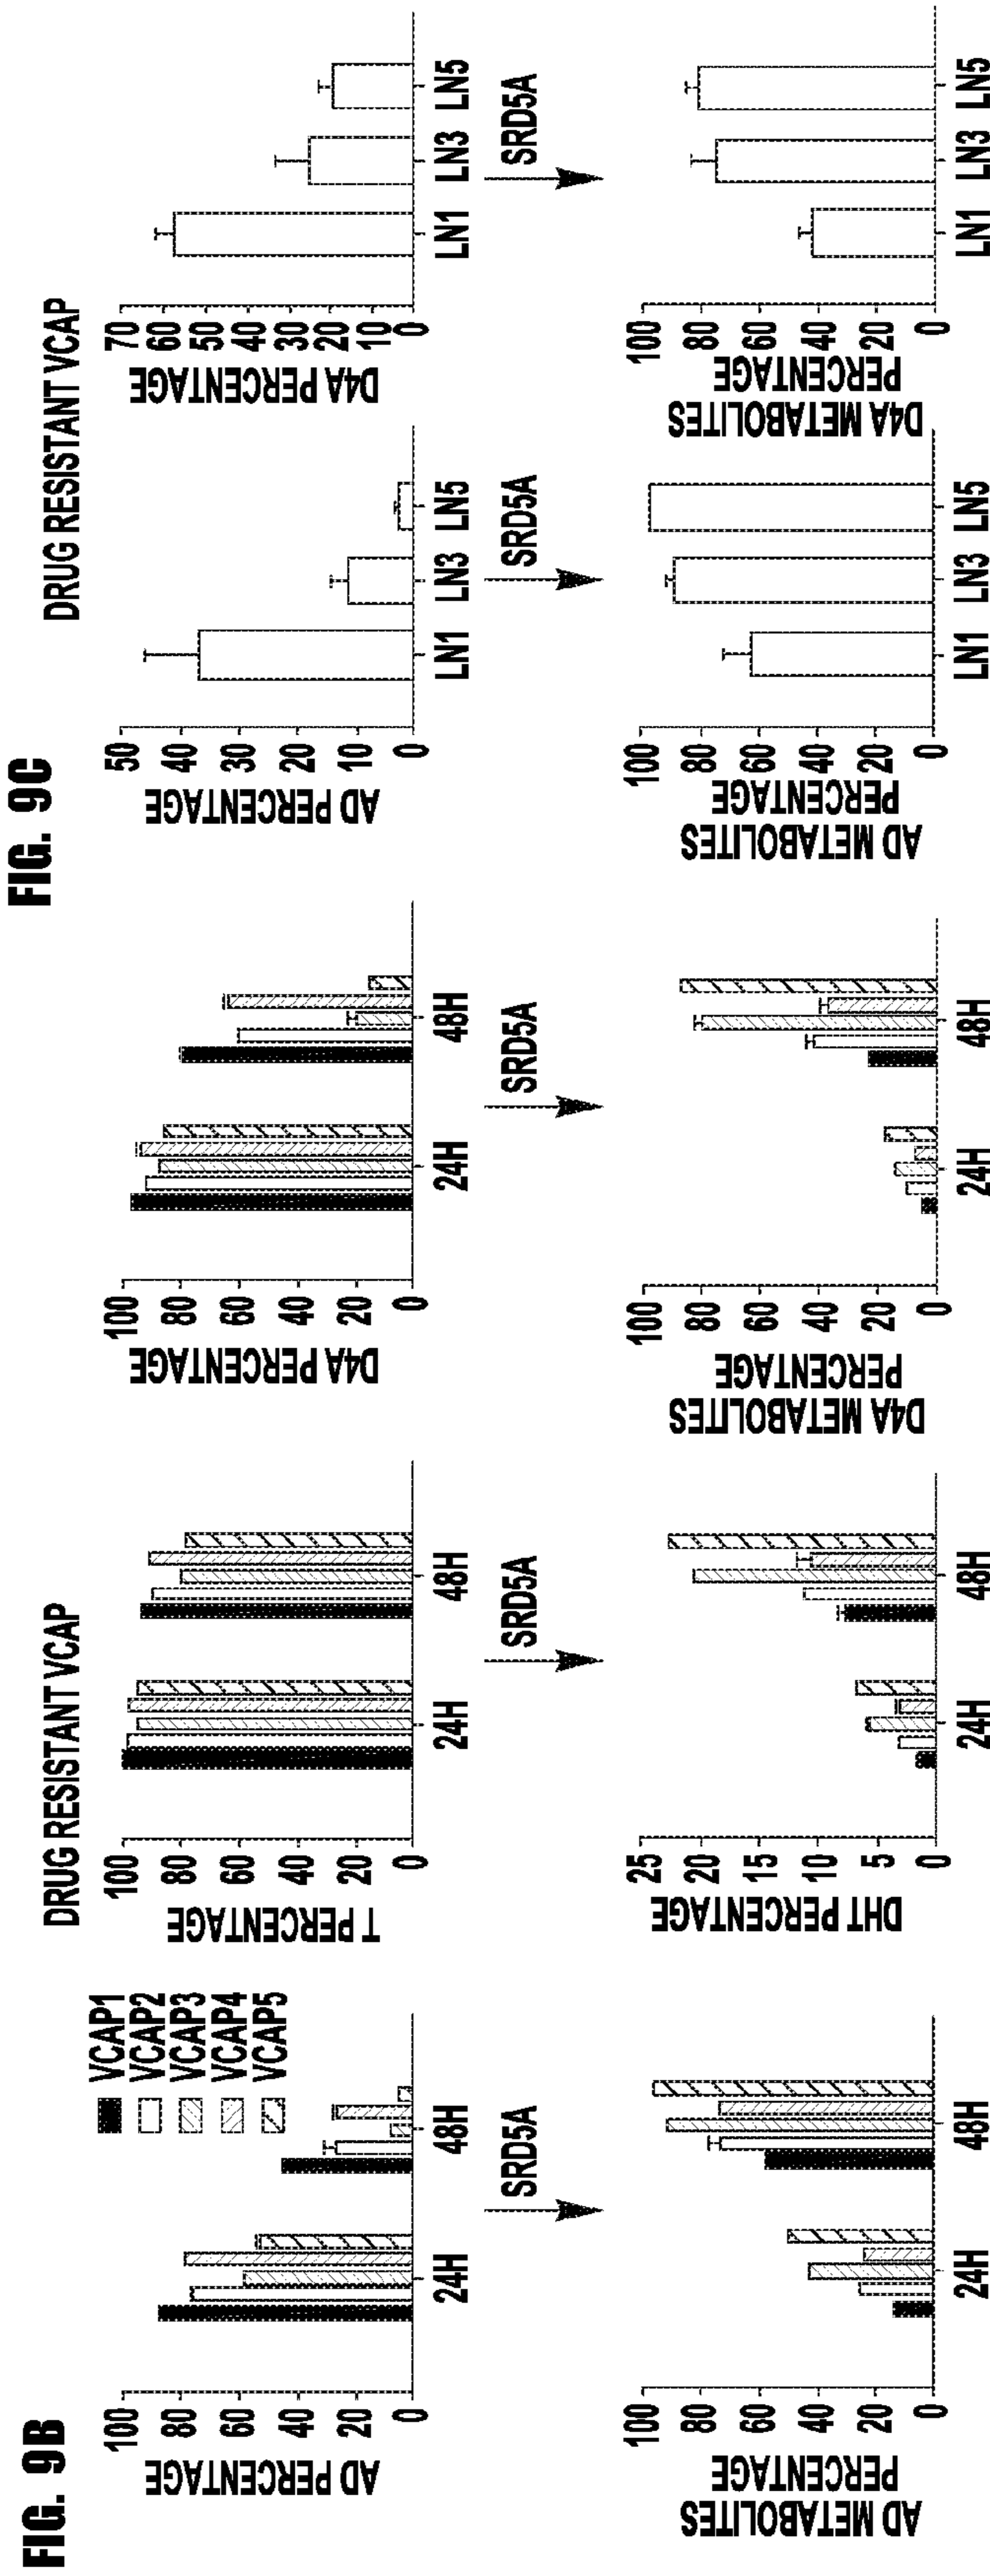 FIG. 9B
DRUG RESISTANT VCAP
VCAP1
VCAP2
VCAP3
VCAP4
VCAP5
AD PERCENTAGE
100
80
60
40
20
0
24H
48H
SRD5A
AD METABOLITES
PERCENTAGE
100
80
60
40
20
0
24H
48H
T PERCENTAGE
100
80
60
40
20
0
24H
48H
SRD5A
DHT PERCENTAGE
25
20
15
10
5
0
24H
48H
D4A PERCENTAGE
100
80
60
40
20
0
24H
48H
SRD5A
D4A METABOLITES
PERCENTAGE
100
80
60
40
20
0
24H
48H
FIG. 9C
DRUG RESISTANT VCAP
AD PERCENTAGE
50
40
30
20
10
0
LN1
LN3
LN5
SRD5A
AD METABOLITES
PERCENTAGE
100
80
60
40
20
0
LN1
LN3
LN5
D4A PERCENTAGE
70
60
50
40
30
20
10
0
LN1
LN3
LN5
SRD5A
D4A METABOLITES
PERCENTAGE
100
80
60
40
20
0
LN1
LN3
LN5